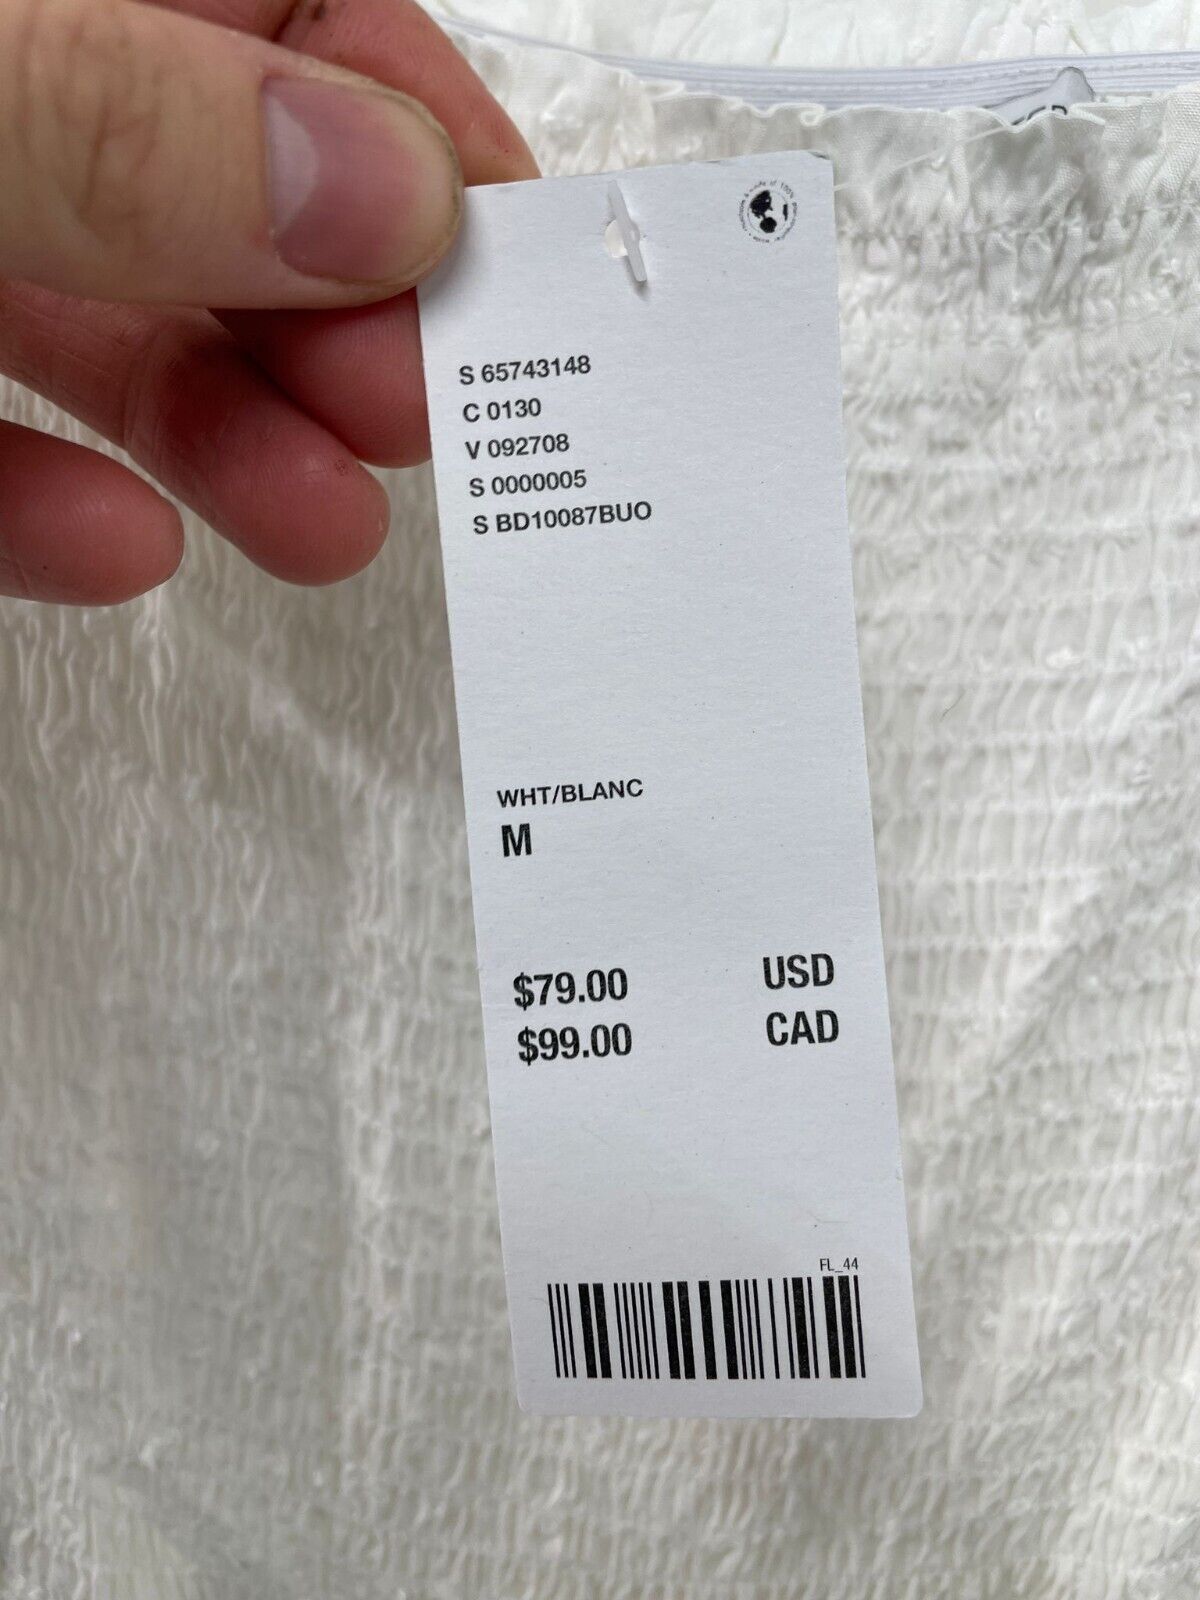 S 65743148
C 0130
V 092708
S 0000005
S BD10087BUO
WHT/BLANC
M
$79.00 USD
$99.00 CAD
FL_44